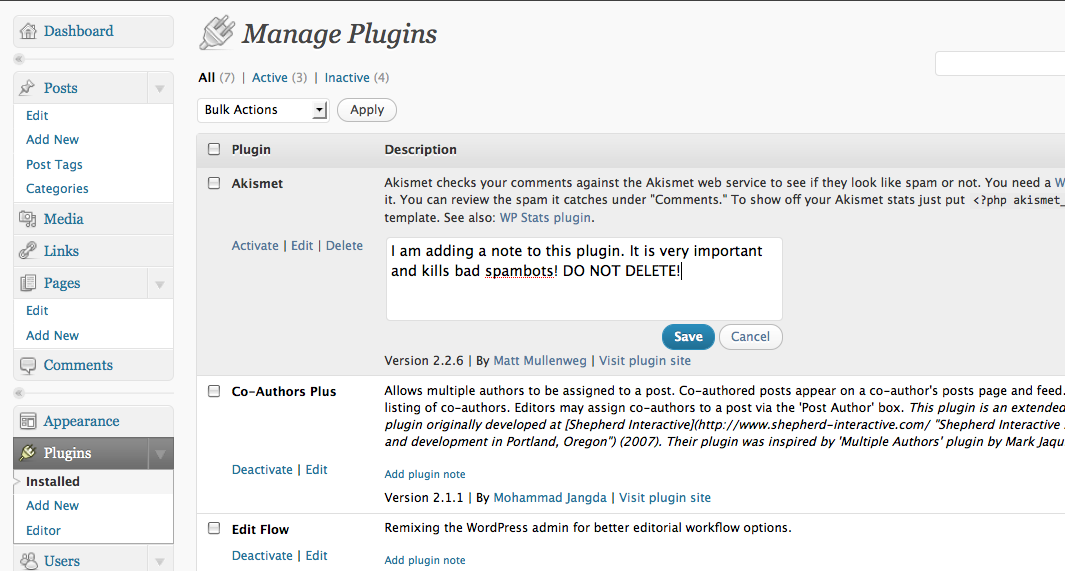 Dashboard
Posts
Edit
Add New
Post Tags
Categories
Media
Links
Pages
Edit
Add New
Comments
Appearance
Plugins
Installed
Add New
Editor
Users
Manage Plugins
All (7) | Active (3) | Inactive (4)
Bulk Actions Apply
Plugin Description
Akismet
Akismet checks your comments against the Akismet web service to see if they look like spam or not. You need a W
it. You can review the spam it catches under "Comments." To show off your Akismet stats just put <?php akismet_
template. See also: WP Stats plugin.
Activate | Edit | Delete
I am adding a note to this plugin. It is very important
and kills bad spambots! DO NOT DELETE!
Save Cancel
Version 2.2.6 | By Matt Mullenweg | Visit plugin site
Co-Authors Plus
Allows multiple authors to be assigned to a post. Co-authored posts appear on a co-author's posts page and feed.
listing of co-authors. Editors may assign co-authors to a post via the 'Post Author' box. This plugin is an extended
plugin originally developed at [Shepherd Interactive](http://www.shepherd-interactive.com/ "Shepherd Interactive
and development in Portland, Oregon") (2007). Their plugin was inspired by 'Multiple Authors' plugin by Mark Jaqu
Deactivate | Edit
Add plugin note
Version 2.1.1 | By Mohammad Jangda | Visit plugin site
Edit Flow
Remixing the WordPress admin for better editorial workflow options.
Deactivate | Edit
Add plugin note